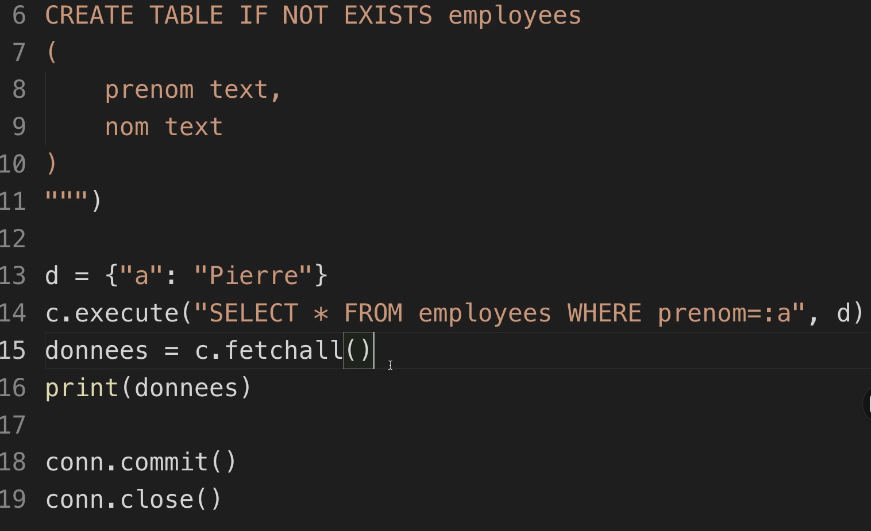 6 CREATE TABLE IF NOT EXISTS employees
7 (
8     prenom text,
9     nom text
10 )
11 """)
12
13 d = {"a": "Pierre"}
14 c.execute("SELECT * FROM employees WHERE prenom=:a", d)
15 donnees = c.fetchall()
16 print(donnees)
17
18 conn.commit()
19 conn.close()